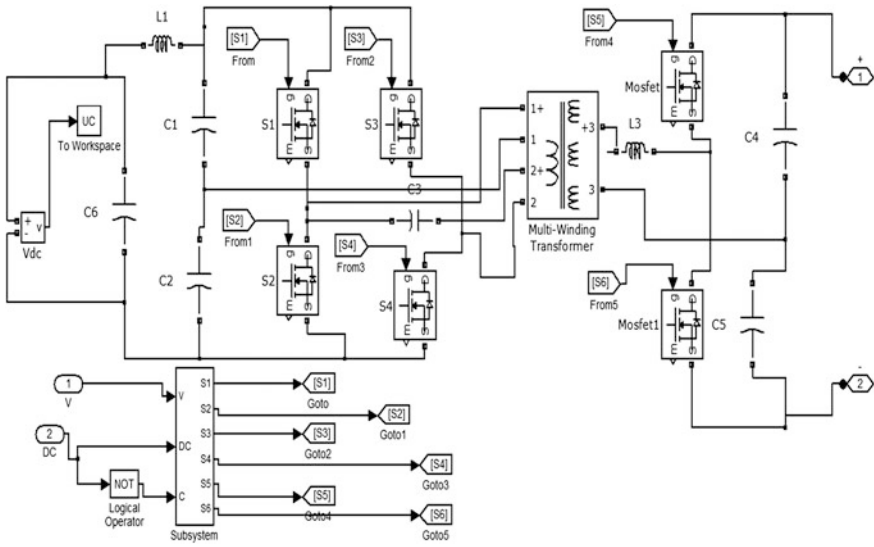 L1
[S1]
From
[S3]
From2
[S5]
From4
g
Mosfet
+
1
C1
S1
S3
1+
1
2+
2
+3
3
L3
C4
UC
To Workspace
C6
+
-
v
Vdc
C3
Multi-Winding
Transformer
[S2]
From1
[S4]
From3
[S6]
From5
C2
S2
S4
Mosfet1
C5
-
2
1
V
2
DC
NOT
Logical
Operator
V
DC
C
S1
S2
S3
S4
S5
S6
Subsystem
[S1]
Goto
[S2]
Goto1
[S3]
Goto2
[S4]
Goto3
[S5]
Goto4
[S6]
Goto5